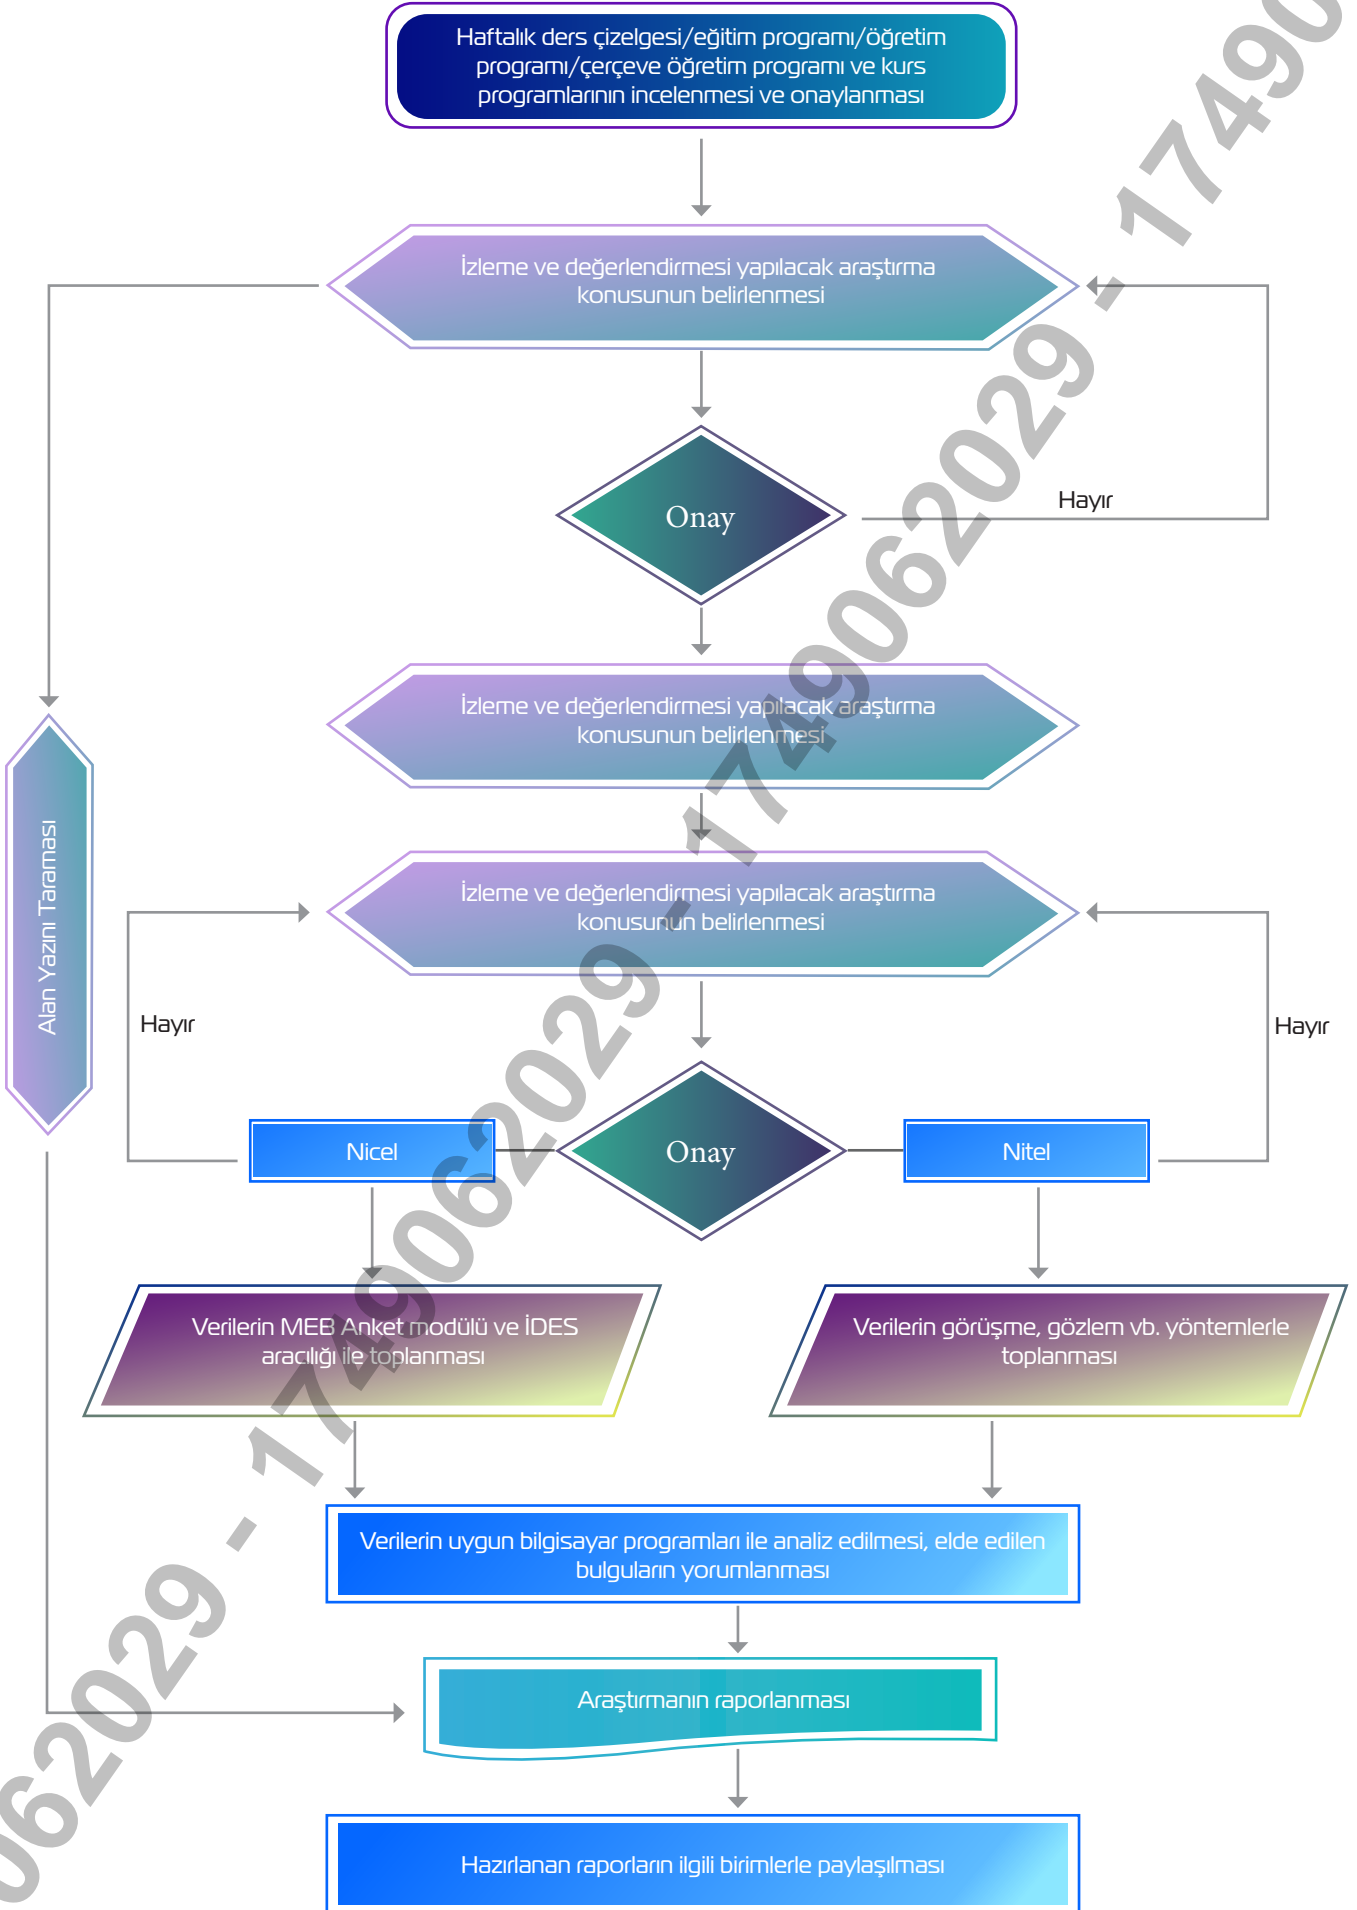 Haftalık ders çizelgesi/eğitim programı/öğretim
programı/çerçeve öğretim programı ve kurs
programlarının incelenmesi ve onaylanması
İzleme ve değerlendirmesi yapılacak araştırma
konusunun belirlenmesi
Onay
Hayır
İzleme ve değerlendirmesi yapılacak araştırma
konusunun belirlenmesi
Alan Yazını Taraması
İzleme ve değerlendirmesi yapılacak araştırma
konusunun belirlenmesi
Hayır
Hayır
Nicel
Onay
Nitel
Verilerin MEB Anket modülü ve İDES
aracılığı ile toplanması
Verilerin görüşme, gözlem vb. yöntemlerle
toplanması
Verilerin uygun bilgisayar programları ile analiz edilmesi, elde edilen
bulguların yorumlanması
Araştırmanın raporlanması
Hazırlanan raporların ilgili birimlerle paylaşılması
062029 - 1749062029 - 1749062029 - 17490